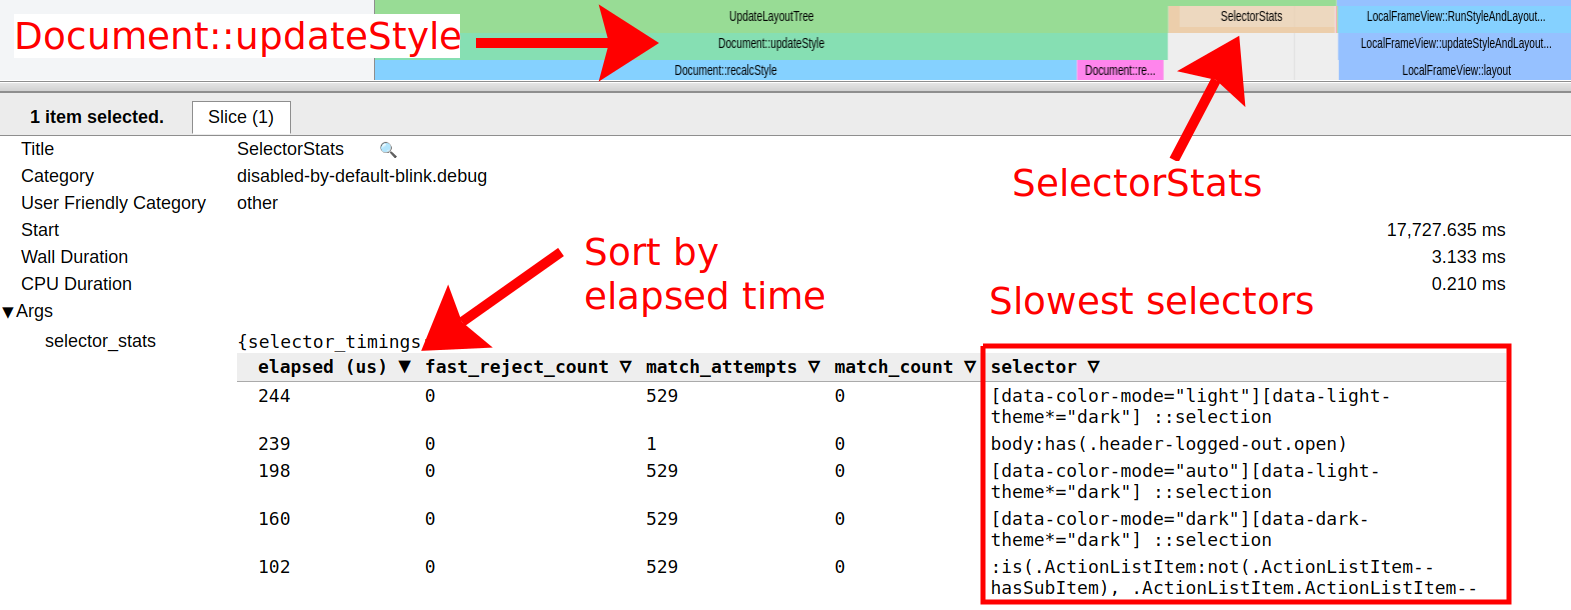 UpdateLayoutTree
SelectorStats
LocalFrameView::RunStyleAndLayout...
Document::updateStyle
Document::updateStyle
LocalFrameView::updateStyleAndLayout...
Document::recalcStyle
Document::re...
LocalFrameView::layout
1 item selected.
Slice (1)
Title SelectorStats
Category disabled-by-default-blink.debug
User Friendly Category other
SelectorStats
Start 17,727.635 ms
Wall Duration 3.133 ms
CPU Duration 0.210 ms
Sort by
elapsed time
Slowest selectors
▼Args
selector_stats {selector_timings
elapsed (us) ▼ fast_reject_count ▽ match_attempts ▽ match_count ▽ selector ▽
244 0 529 0 [data-color-mode="light"][data-light-
theme*="dark"] ::selection
239 0 1 0 body:has(.header-logged-out.open)
198 0 529 0 [data-color-mode="auto"][data-light-
theme*="dark"] ::selection
160 0 529 0 [data-color-mode="dark"][data-dark-
theme*="dark"] ::selection
102 0 529 0 :is(.ActionListItem:not(.ActionListItem--
hasSubItem), .ActionListItem.ActionListItem--